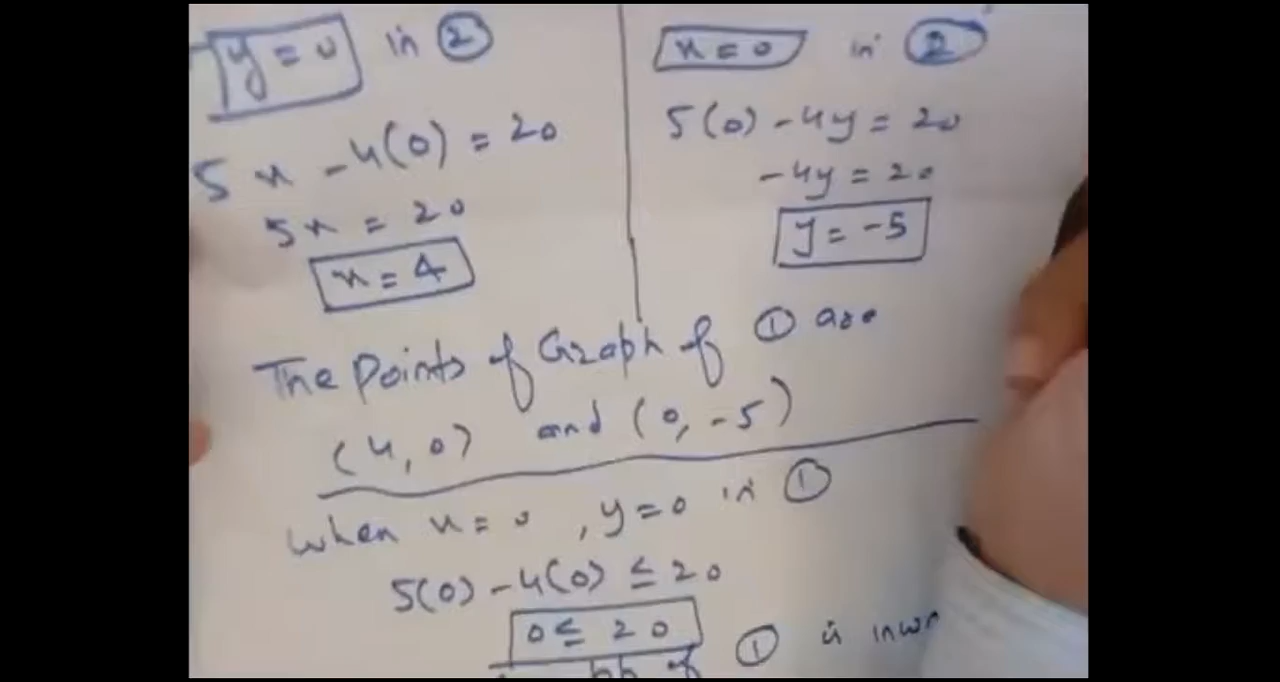 y = 0 in ②
5x - 4(0) = 20
5x = 20
x = 4
x = 0 in ②
5(0) - 4y = 20
-4y = 20
y = -5
The Points of Graph of ① are
(4, 0) and (0, -5)
when x = 0, y = 0 in ①
5(0) - 4(0) ≤ 20
0 ≤ 20
of ① is